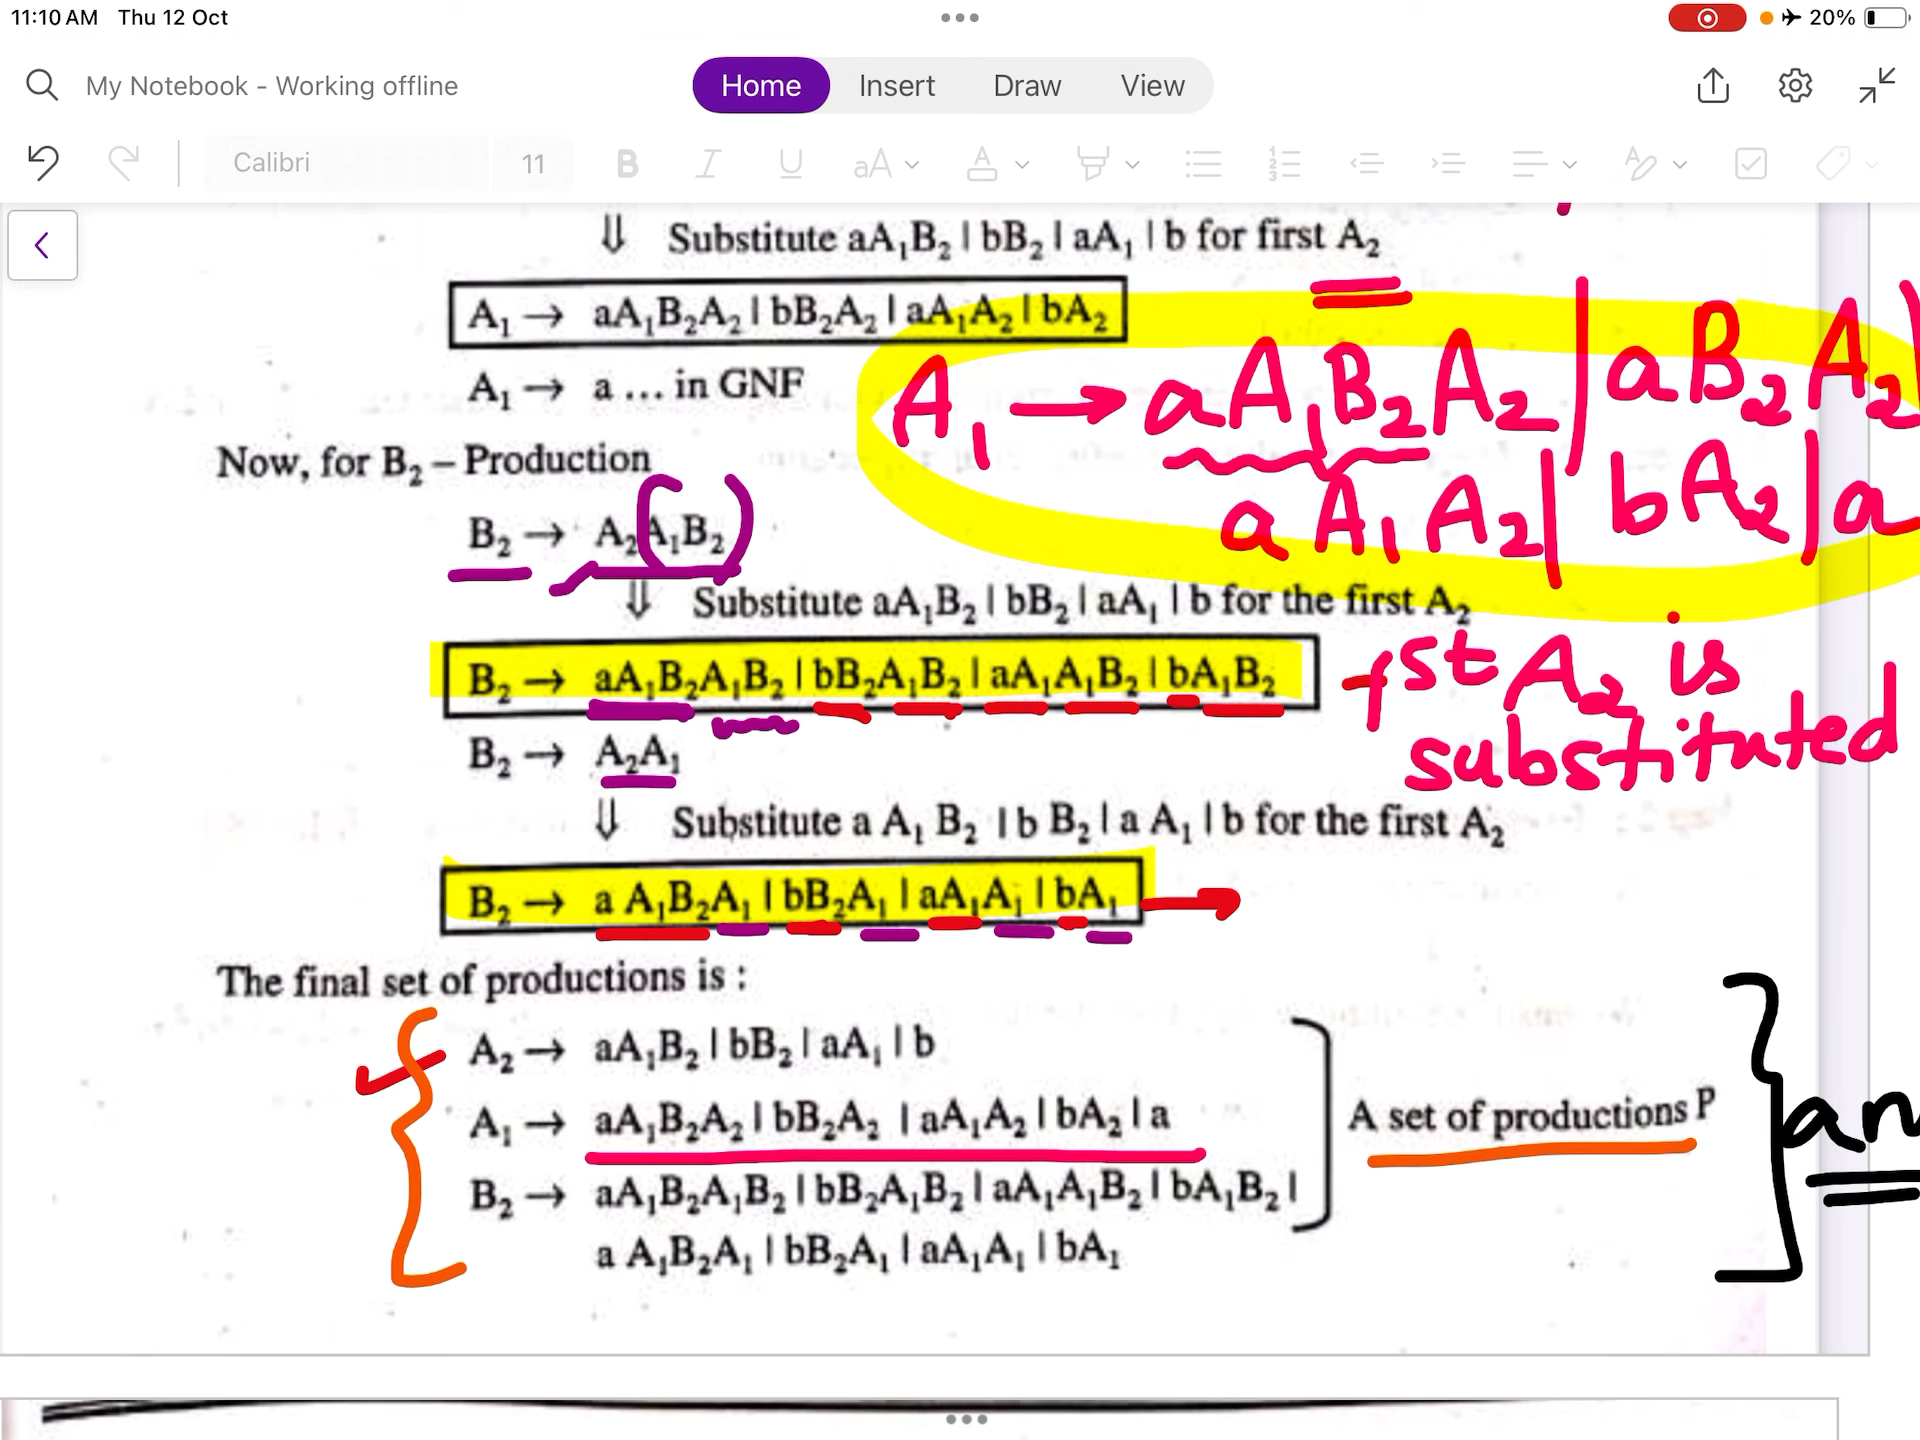 11:10 AM Thu 12 Oct
20%
My Notebook - Working offline
Home Insert Draw View
Calibri 11 B I U aA A
⇓ Substitute aA₁B₂ | bB₂ | aA₁ | b for first A₂
A₁ → aA₁B₂A₂ | bB₂A₂ | aA₁A₂ | bA₂
A₁ → a ... in GNF
A₁ → aA₁B₂A₂ | aB₂A₂ |
aA₁A₂ | bA₂ | a
Now, for B₂ – Production
B₂ → A₂(A₁B₂)
⇓ Substitute aA₁B₂ | bB₂ | aA₁ | b for the first A₂
B₂ → aA₁B₂A₁B₂ | bB₂A₁B₂ | aA₁A₁B₂ | bA₁B₂
1st A₂ is
substituted
B₂ → A₂A₁
⇓ Substitute a A₁ B₂ | b B₂ | a A₁ | b for the first A₂
B₂ → a A₁B₂A₁ | bB₂A₁ | aA₁A₁ | bA₁ →
The final set of productions is :
A₂ → aA₁B₂ | bB₂ | aA₁ | b
A₁ → aA₁B₂A₂ | bB₂A₂ | aA₁A₂ | bA₂ | a
B₂ → aA₁B₂A₁B₂ | bB₂A₁B₂ | aA₁A₁B₂ | bA₁B₂ |
a A₁B₂A₁ | bB₂A₁ | aA₁A₁ | bA₁
A set of productions P